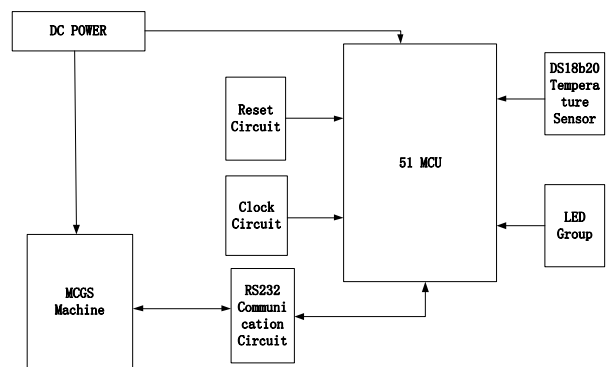 DC POWER
DS18b20
Tempera
ture
Sensor
Reset
Circuit
51 MCU
Clock
Circuit
LED
Group
MCGS
Machine
RS232
Communi
cation
Circuit